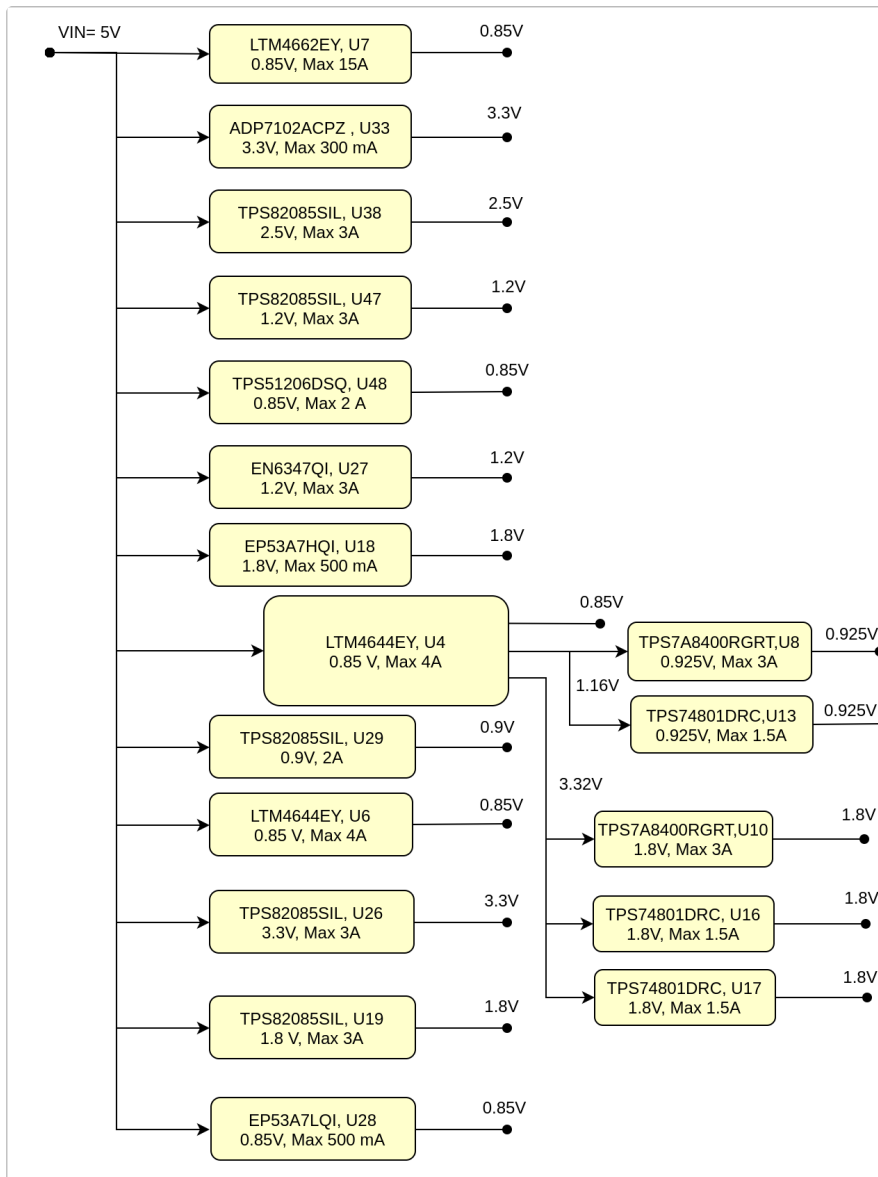 VIN= 5V
LTM4662EY, U7
0.85V, Max 15A
0.85V
ADP7102ACPZ , U33
3.3V, Max 300 mA
3.3V
TPS82085SIL, U38
2.5V, Max 3A
2.5V
TPS82085SIL, U47
1.2V, Max 3A
1.2V
TPS51206DSQ, U48
0.85V, Max 2 A
0.85V
EN6347QI, U27
1.2V, Max 3A
1.2V
EP53A7HQI, U18
1.8V, Max 500 mA
1.8V
LTM4644EY, U4
0.85 V, Max 4A
0.85V
TPS7A8400RGRT,U8
0.925V, Max 3A
0.925V
1.16V
TPS74801DRC,U13
0.925V, Max 1.5A
0.925V
TPS82085SIL, U29
0.9V, 2A
0.9V
3.32V
LTM4644EY, U6
0.85 V, Max 4A
0.85V
TPS7A8400RGRT,U10
1.8V, Max 3A
1.8V
TPS82085SIL, U26
3.3V, Max 3A
3.3V
TPS74801DRC, U16
1.8V, Max 1.5A
1.8V
TPS74801DRC, U17
1.8V, Max 1.5A
1.8V
TPS82085SIL, U19
1.8 V, Max 3A
1.8V
EP53A7LQI, U28
0.85V, Max 500 mA
0.85V